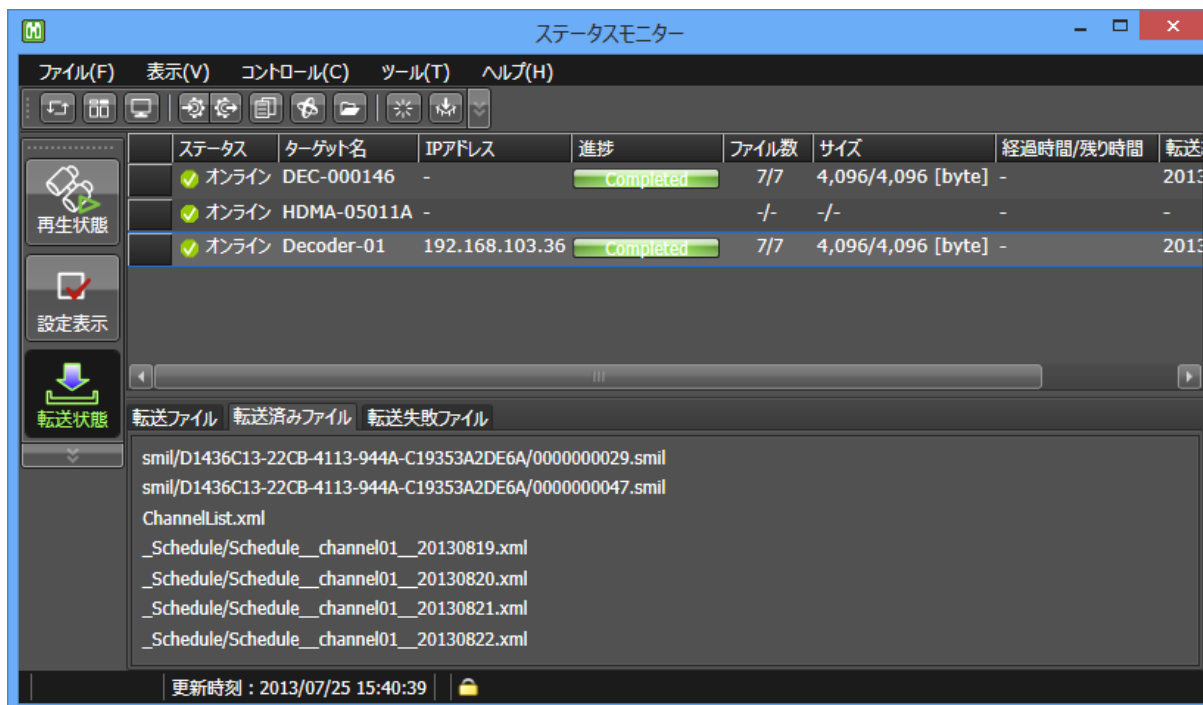 ステータスモニター
ファイル(F) 表示(V) コントロール(C) ツール(T) ヘルプ(H)
ステータス ターゲット名 IPアドレス 進捗 ファイル数 サイズ 経過時間/残り時間 転送
オンライン DEC-000146 - Completed 7/7 4,096/4,096 [byte] - 2013
オンライン HDMA-05011A - -/- -/- - -
オンライン Decoder-01 192.168.103.36 Completed 7/7 4,096/4,096 [byte] - 2013
再生状態
設定表示
転送状態
転送ファイル 転送済みファイル 転送失敗ファイル
smil/D1436C13-22CB-4113-944A-C19353A2DE6A/0000000029.smil
smil/D1436C13-22CB-4113-944A-C19353A2DE6A/0000000047.smil
ChannelList.xml
_Schedule/Schedule__channel01__20130819.xml
_Schedule/Schedule__channel01__20130820.xml
_Schedule/Schedule__channel01__20130821.xml
_Schedule/Schedule__channel01__20130822.xml
更新時刻 : 2013/07/25 15:40:39